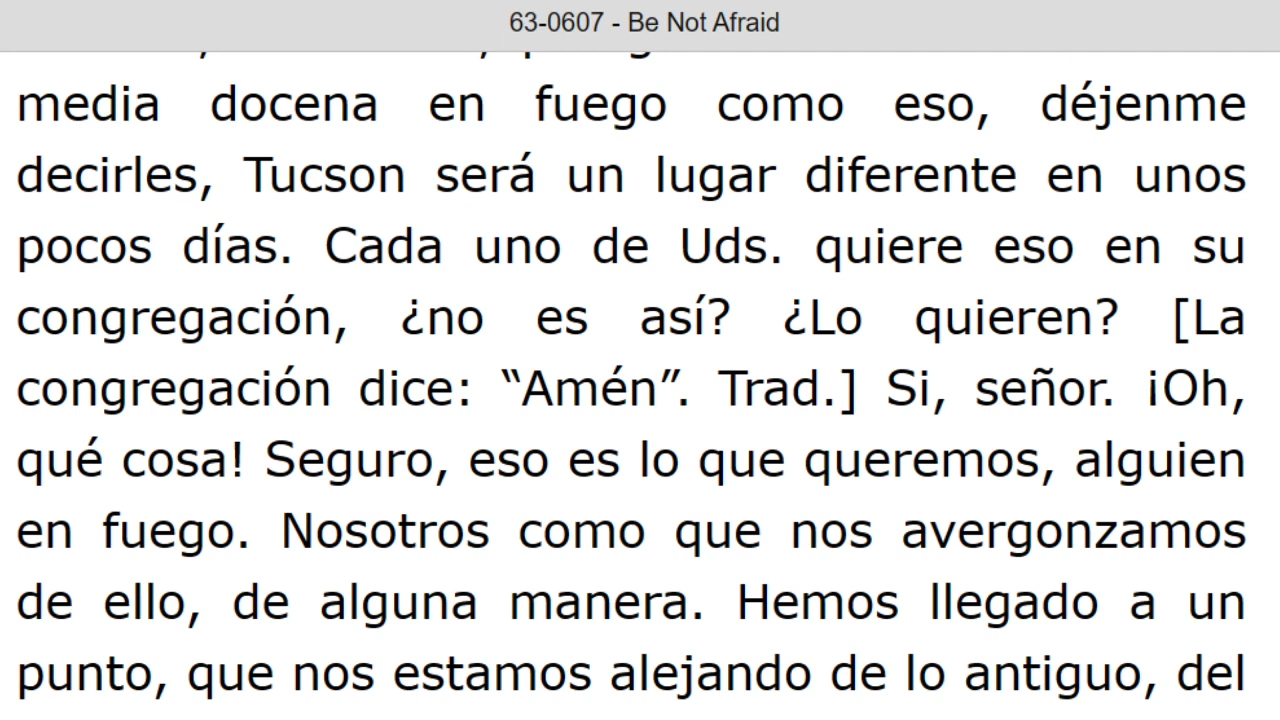 63-0607 - Be Not Afraid
media docena en fuego como eso, déjenme
decirles, Tucson será un lugar diferente en unos
pocos días. Cada uno de Uds. quiere eso en su
congregación, ¿no es así? ¿Lo quieren? [La
congregación dice: “Amén”. Trad.] Si, señor. ¡Oh,
qué cosa! Seguro, eso es lo que queremos, alguien
en fuego. Nosotros como que nos avergonzamos
de ello, de alguna manera. Hemos llegado a un
punto, que nos estamos alejando de lo antiguo, del